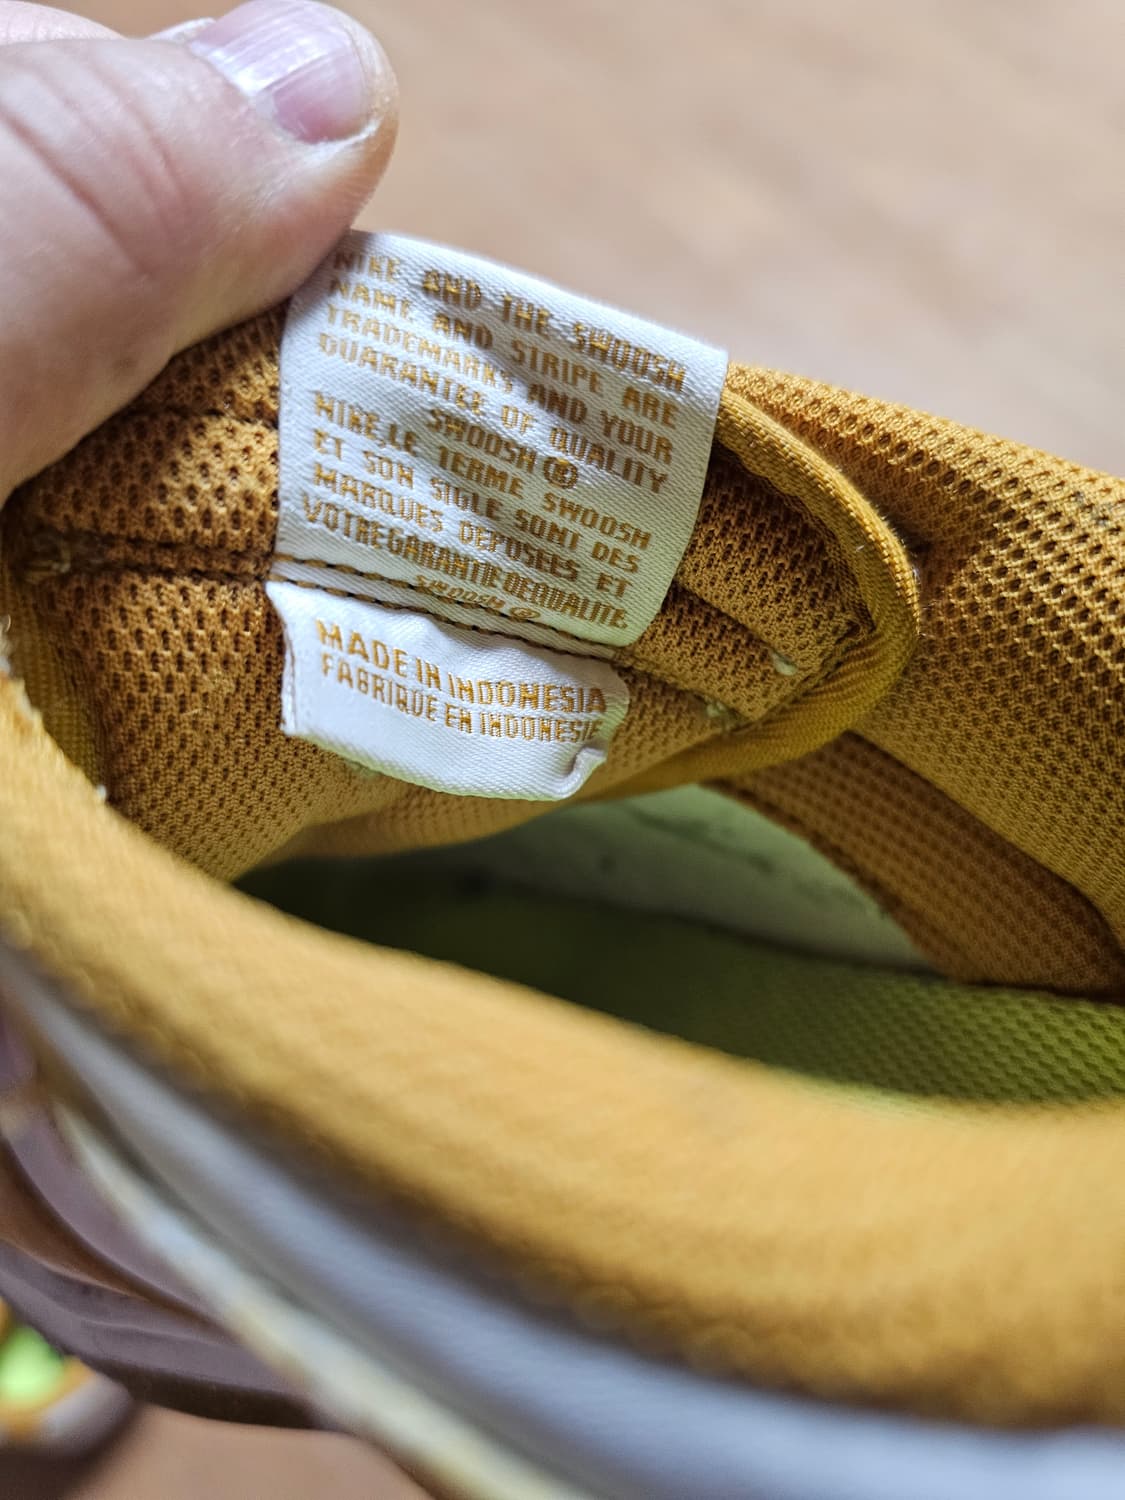 NIKE AND THE SWOOSH
NAME AND STRIPE ARE
TRADEMARKS AND YOUR
GUARANTEE OF QUALITY
SWOOSH ®
NIKE,LE TERME SWOOSH
ET SON SIGLE SONT DES
MARQUES DEPOSEES ET
VOTRE GARANTIE DE QUALITE
SWOOSH ®
MADE IN INDONESIA
FABRIQUE EN INDONESIE